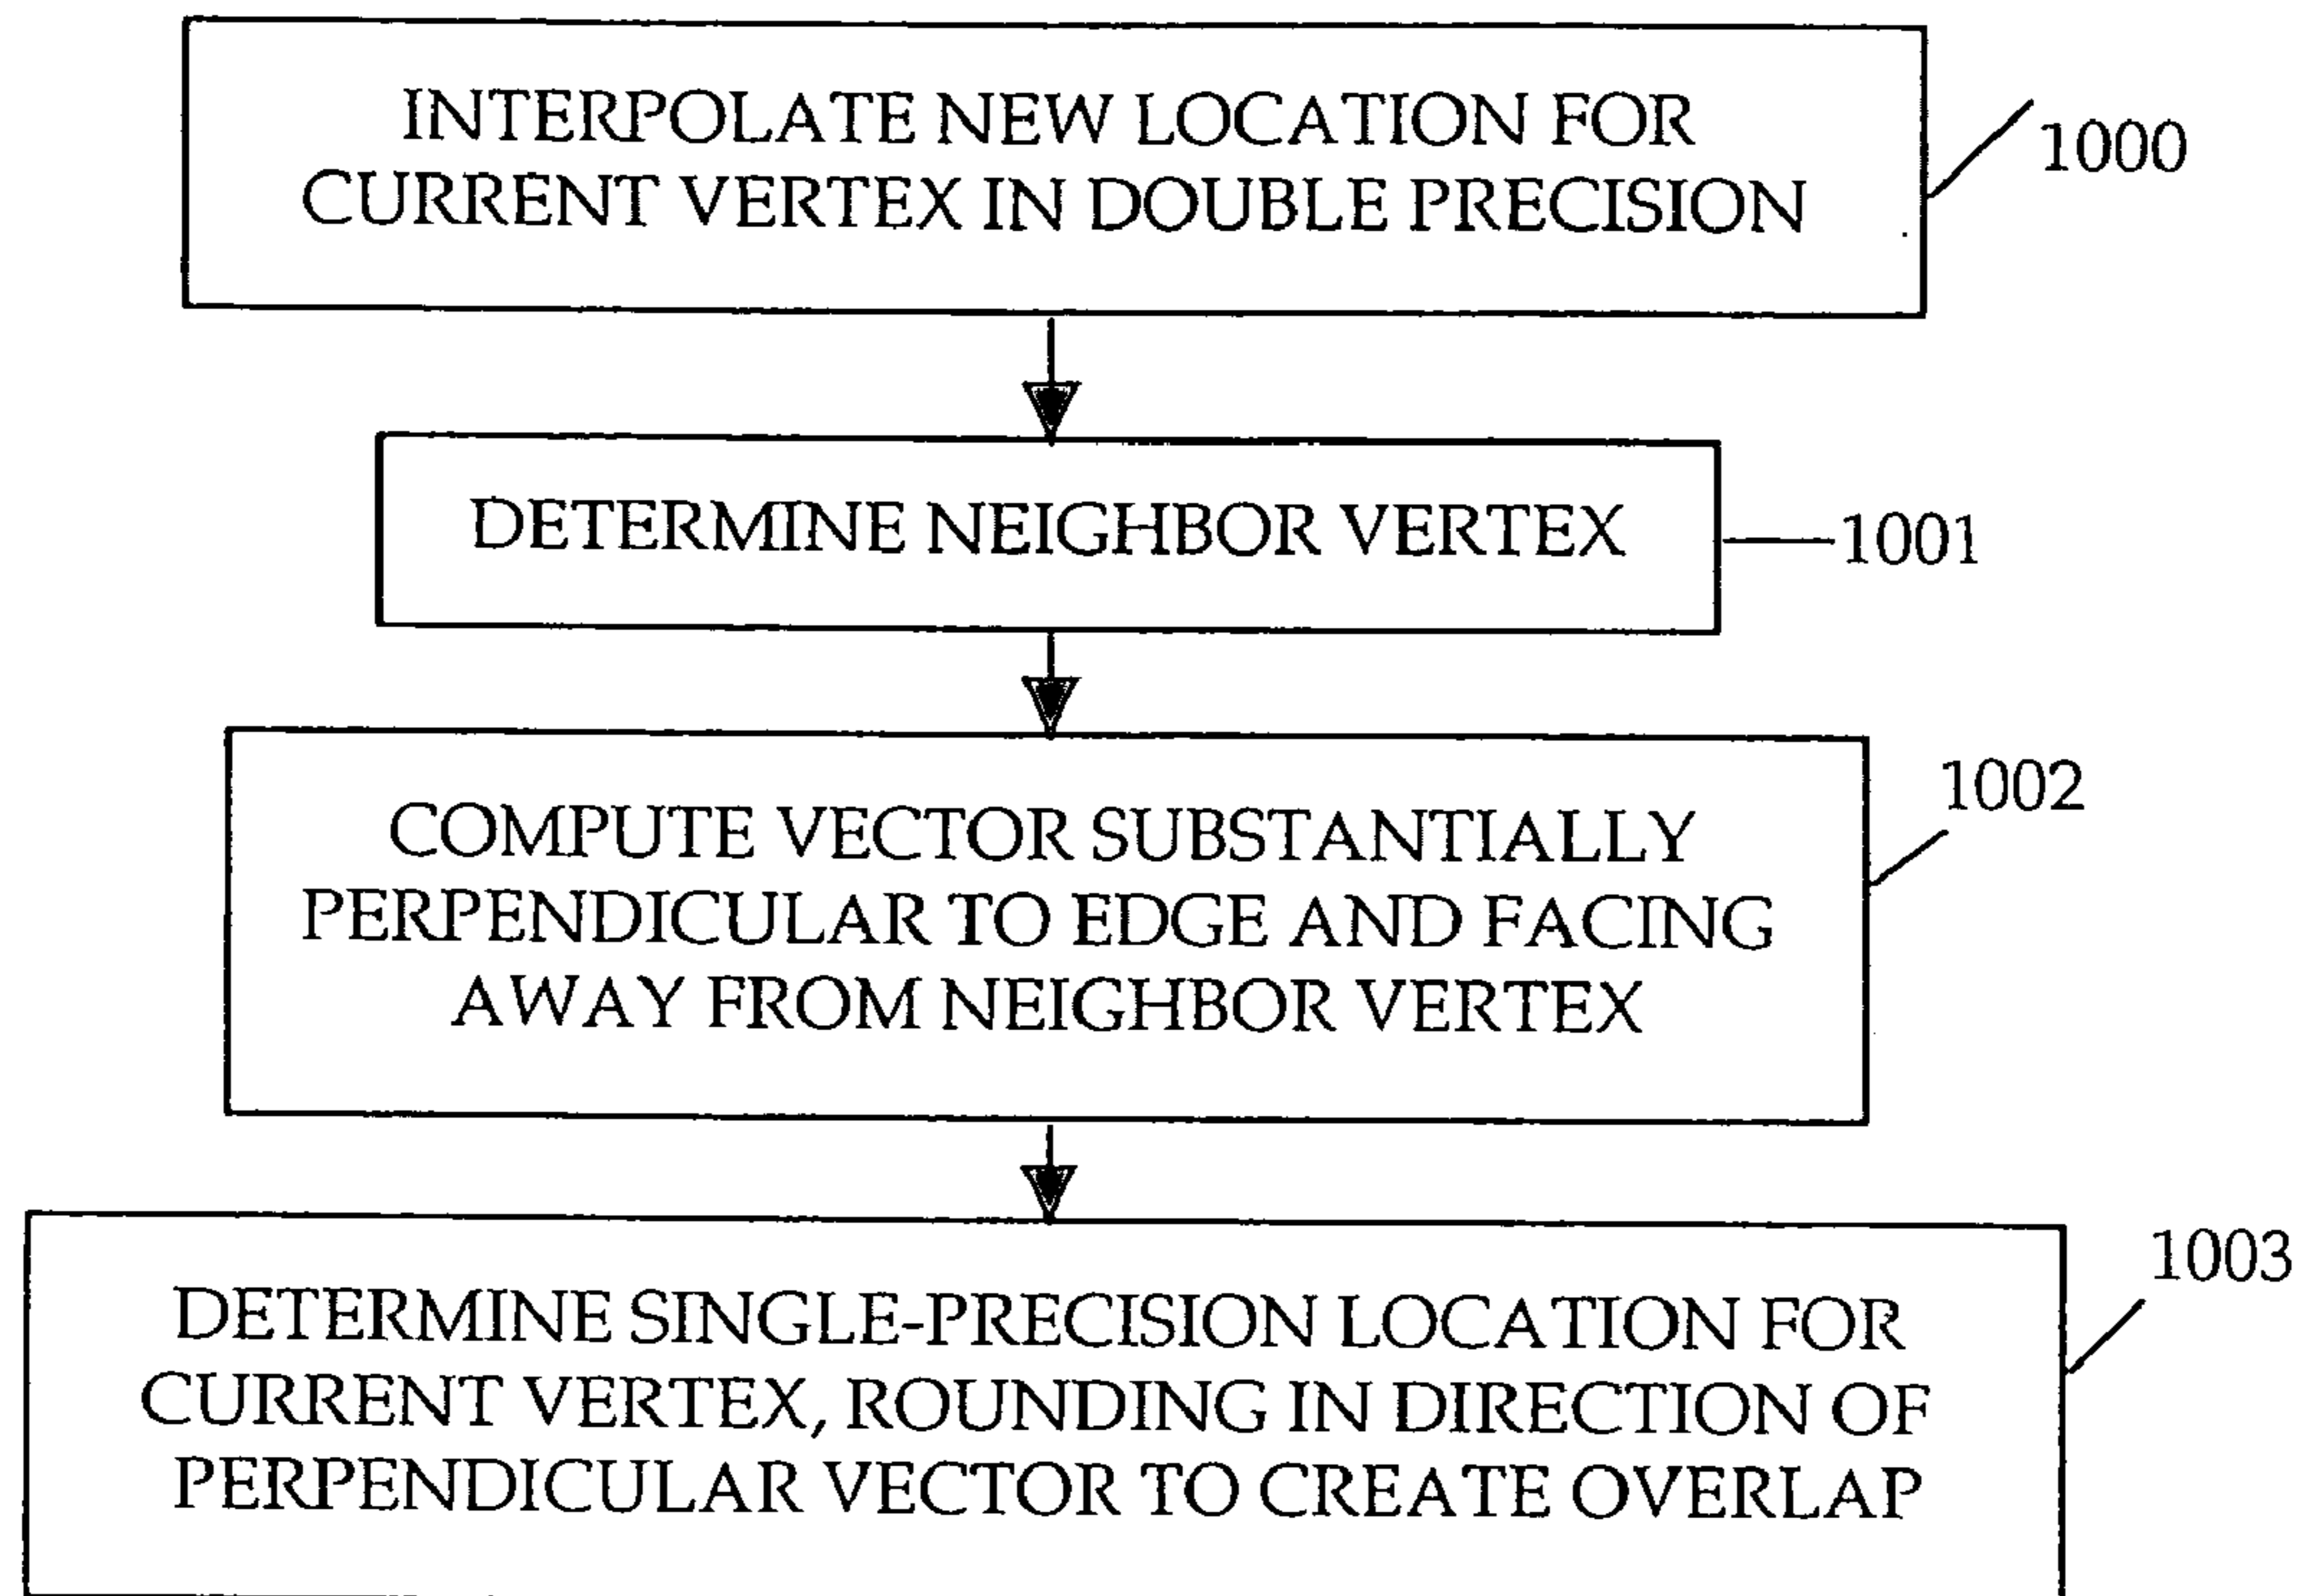 INTERPOLATE NEW LOCATION FOR
CURRENT VERTEX IN DOUBLE PRECISION
1000
DETERMINE NEIGHBOR VERTEX
1001
COMPUTE VECTOR SUBSTANTIALLY
PERPENDICULAR TO EDGE AND FACING
AWAY FROM NEIGHBOR VERTEX
1002
DETERMINE SINGLE-PRECISION LOCATION FOR
CURRENT VERTEX, ROUNDING IN DIRECTION OF
PERPENDICULAR VECTOR TO CREATE OVERLAP
1003